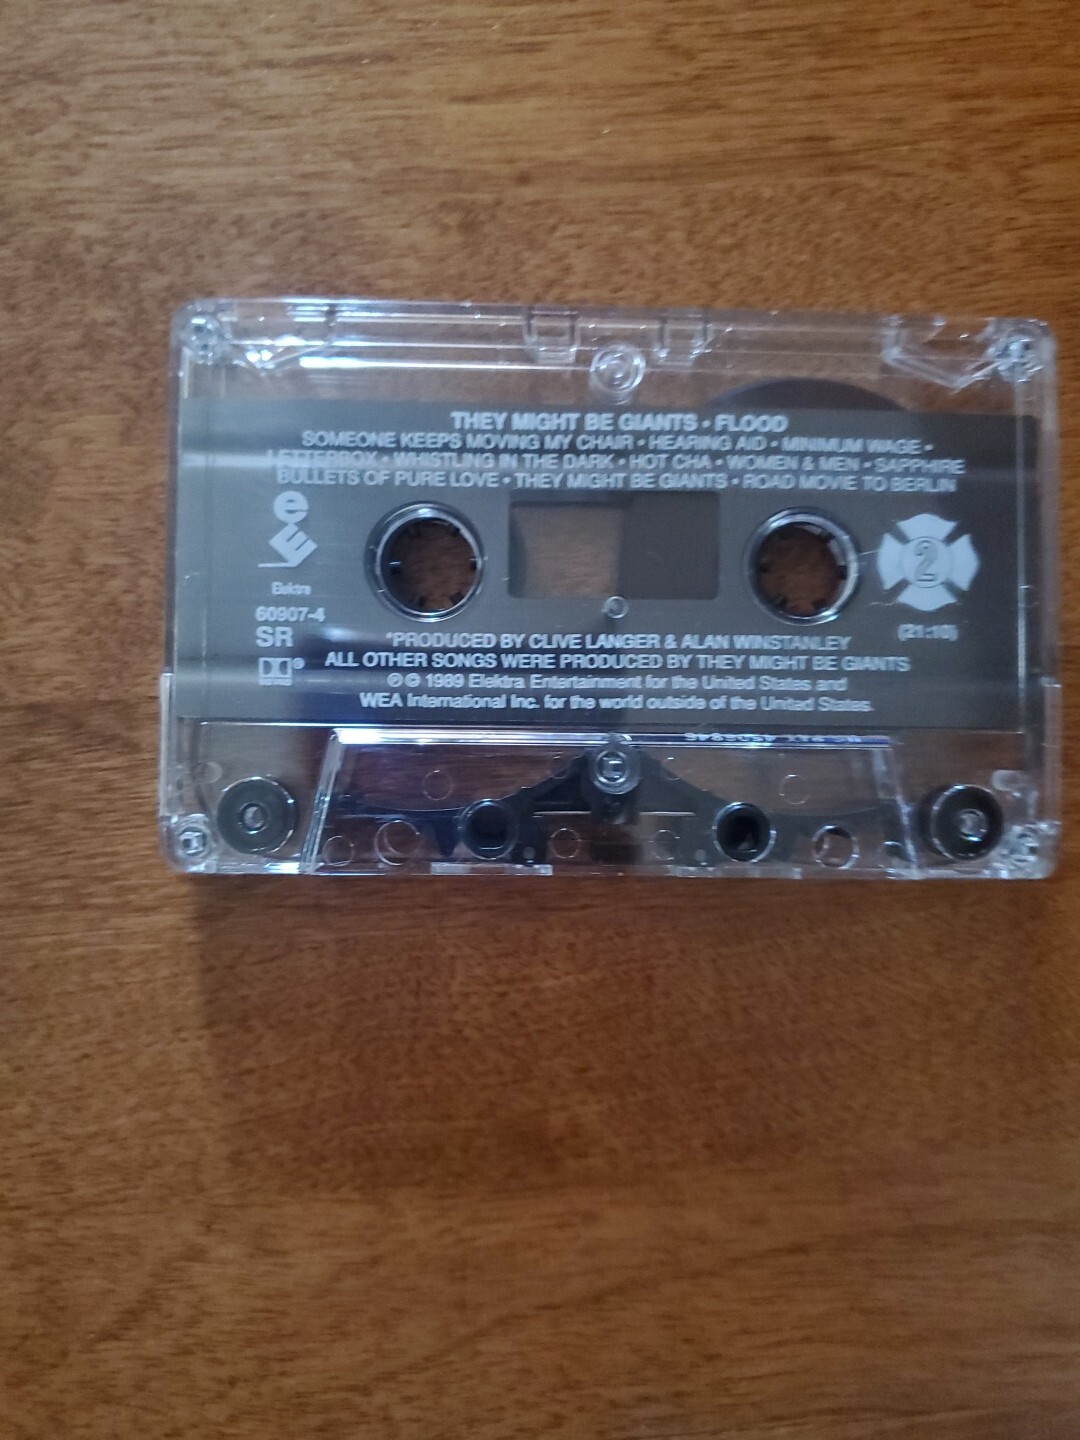 THEY MIGHT BE GIANTS • FLOOD
SOMEONE KEEPS MOVING MY CHAIR • HEARING AID • MINIMUM WAGE •
LETTERBOX • WHISTLING IN THE DARK • HOT CHA • WOMEN & MEN • SAPPHIRE
BULLETS OF PURE LOVE • THEY MIGHT BE GIANTS • ROAD MOVIE TO BERLIN
e
Elektra
60907-4
SR
2
(21:10)
*PRODUCED BY CLIVE LANGER & ALAN WINSTANLEY
ALL OTHER SONGS WERE PRODUCED BY THEY MIGHT BE GIANTS
℗ © 1989 Elektra Entertainment for the United States and
WEA International Inc. for the world outside of the United States.